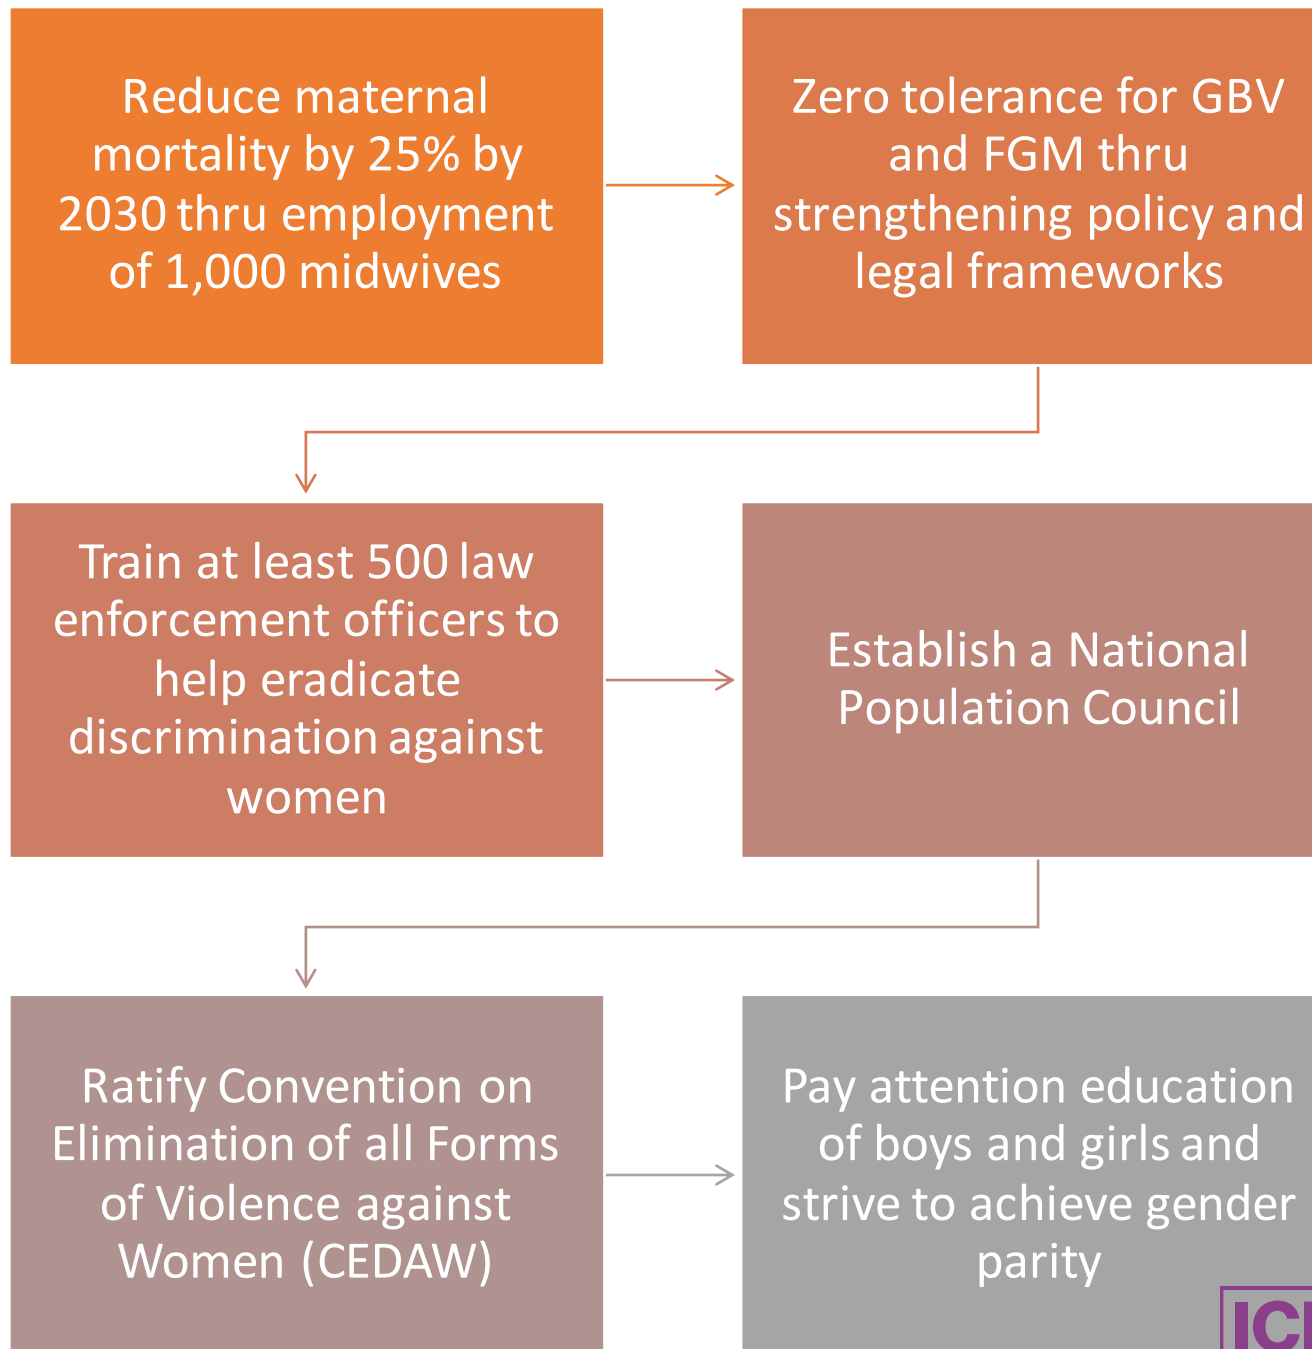 Reduce maternal
mortality by 25% by
2030 thru employment
of 1,000 midwives
Zero tolerance for GBV
and FGM thru
strengthening policy and
legal frameworks
Train at least 500 law
enforcement officers to
help eradicate
discrimination against
women
Establish a National
Population Council
Ratify Convention on
Elimination of all Forms
of Violence against
Women (CEDAW)
Pay attention education
of boys and girls and
strive to achieve gender
parity